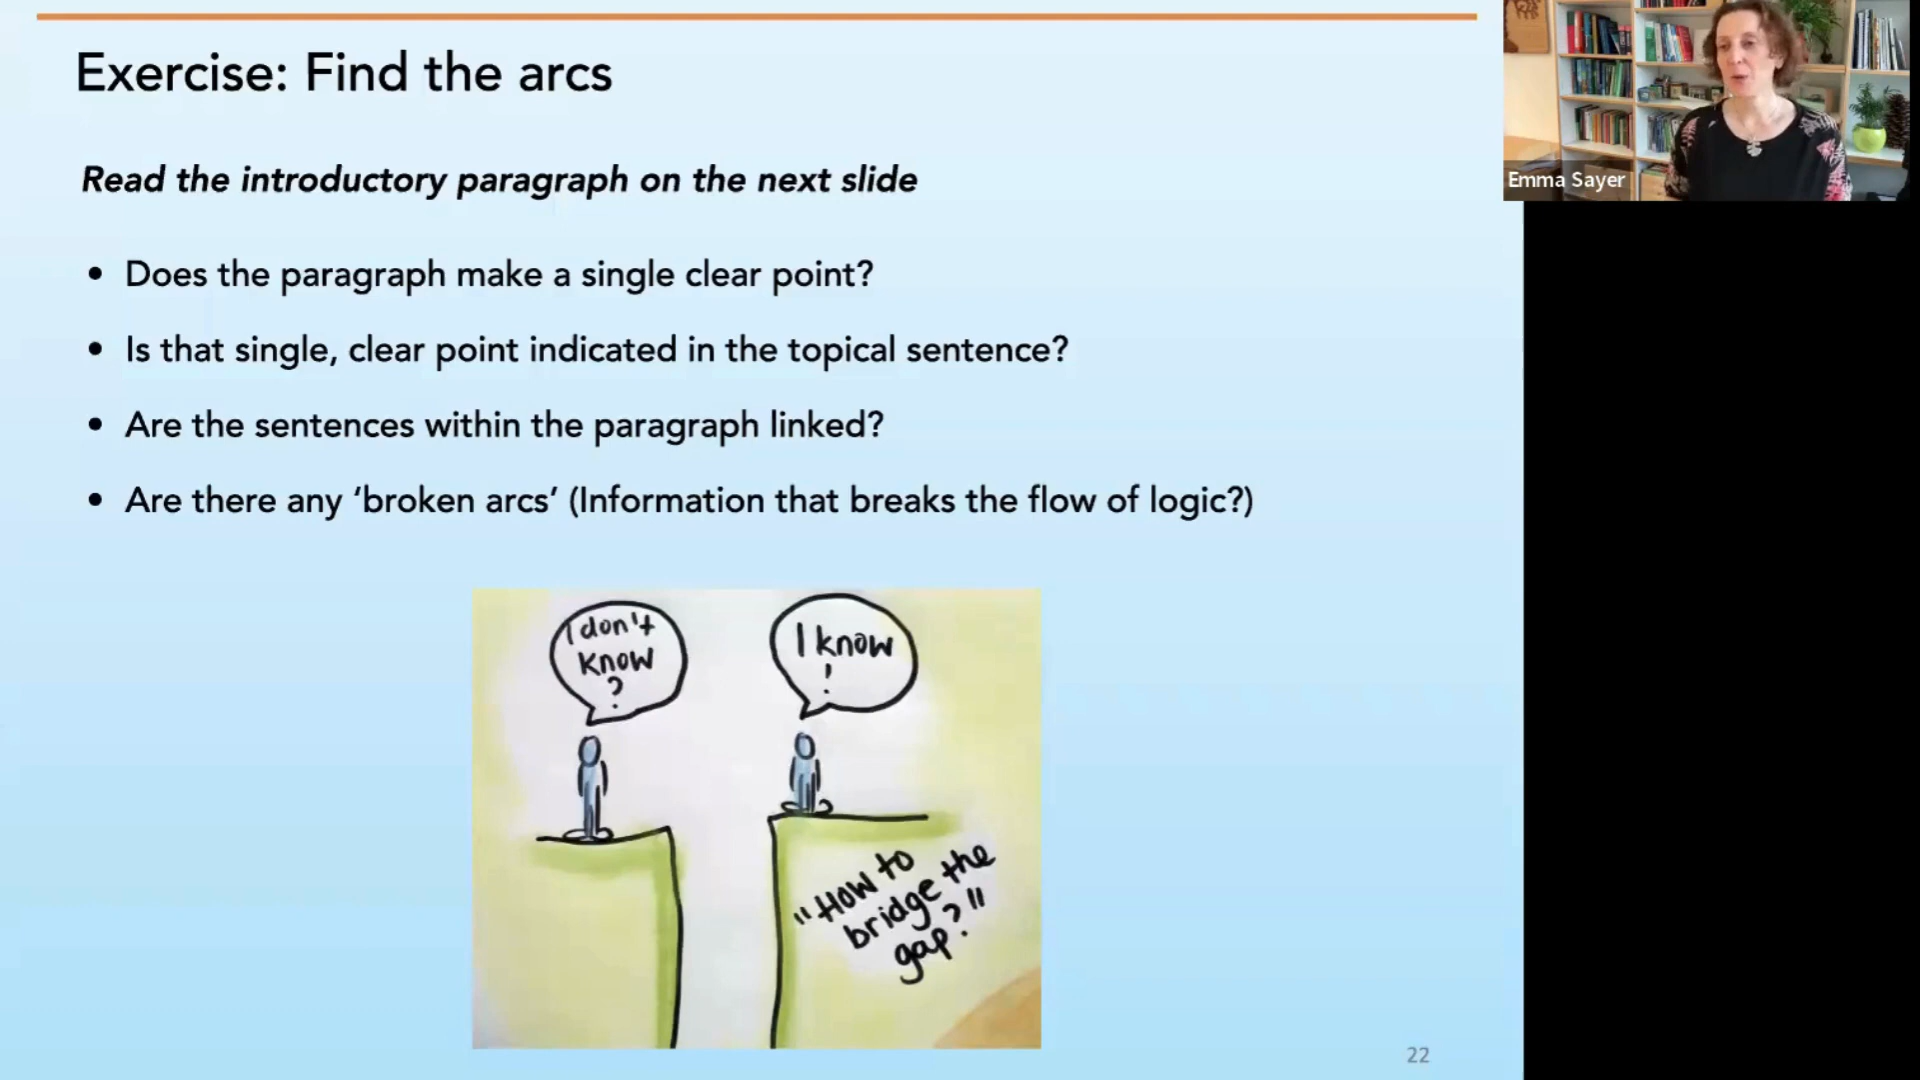 Exercise: Find the arcs
Emma Sayer
Read the introductory paragraph on the next slide
• Does the paragraph make a single clear point?
• Is that single, clear point indicated in the topical sentence?
• Are the sentences within the paragraph linked?
• Are there any ‘broken arcs’ (Information that breaks the flow of logic?)
I don't
know
?
I know
!
"How to
bridge the
gap?"
22